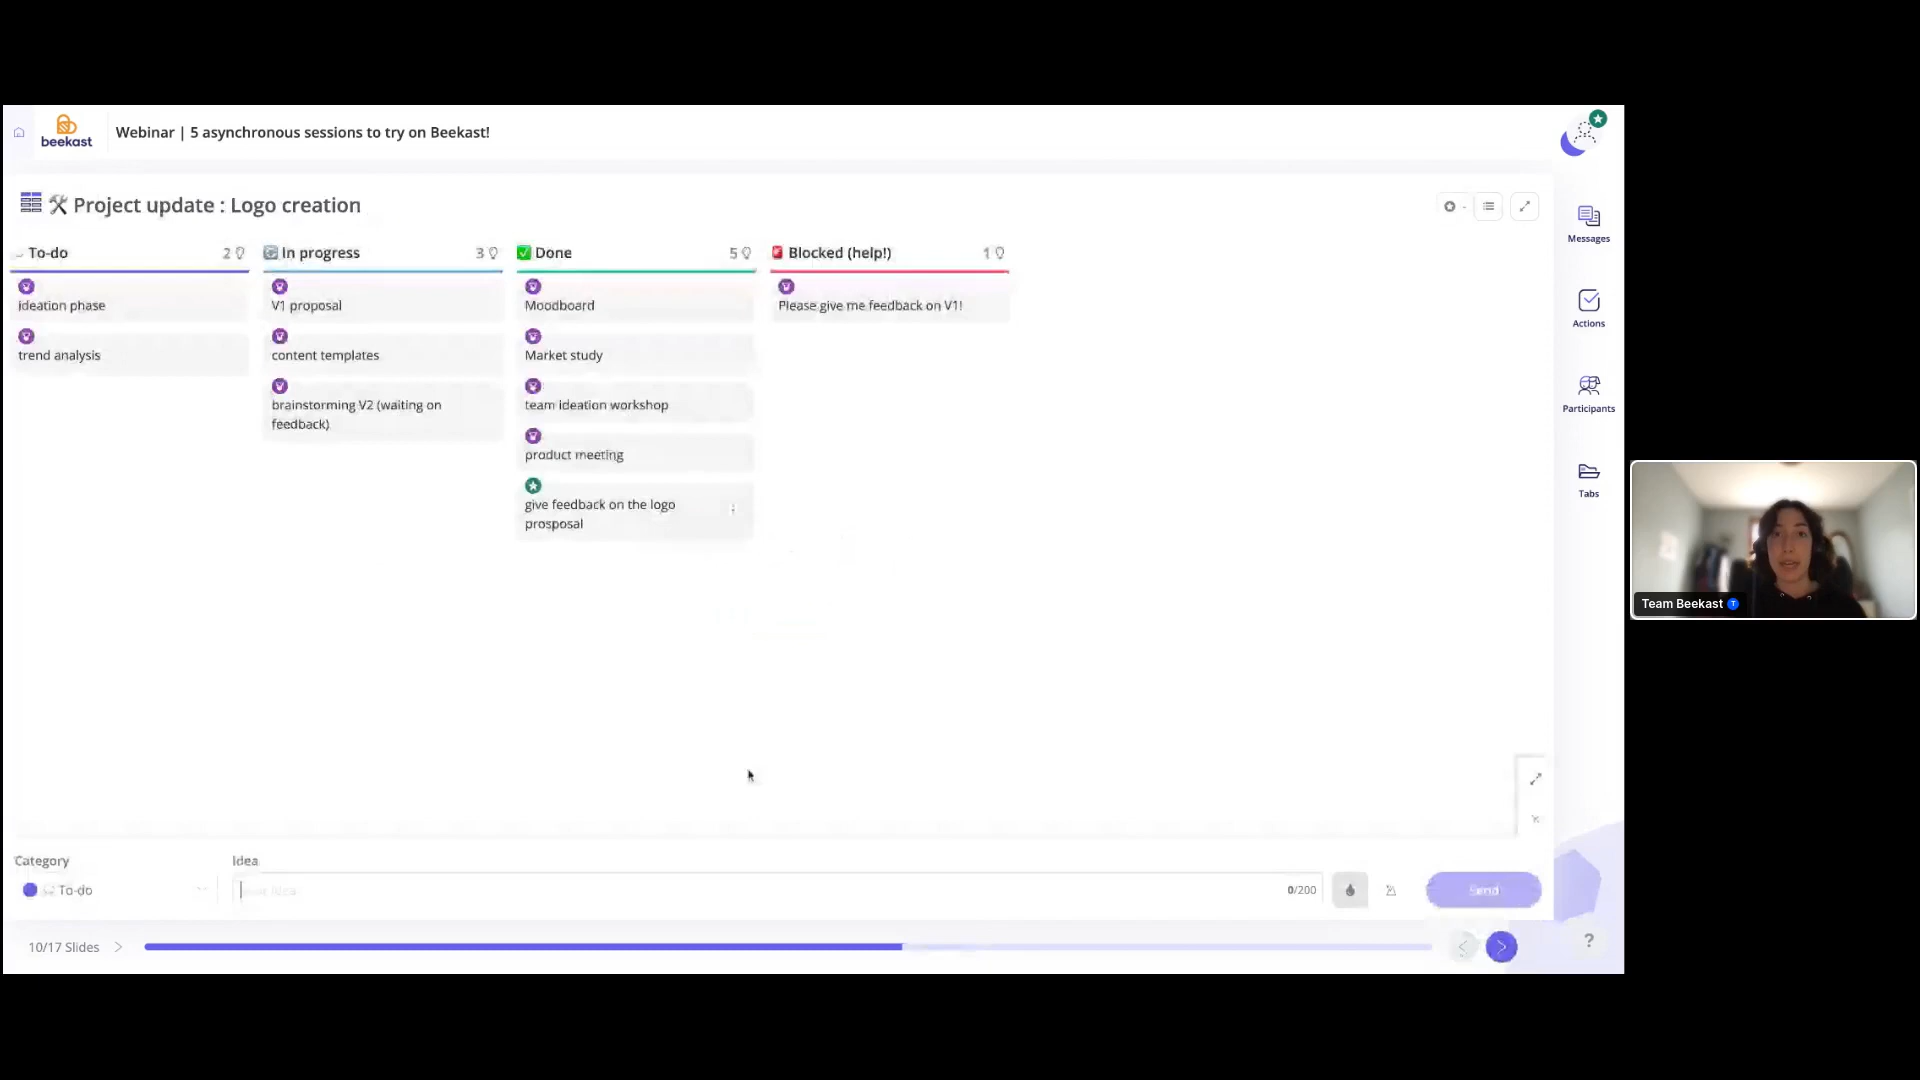 beekast
Webinar | 5 asynchronous sessions to try on Beekast!
🛠 Project update : Logo creation
To-do 2
ideation phase
trend analysis
In progress 3
V1 proposal
content templates
brainstorming V2 (waiting on
feedback)
Done 5
Moodboard
Market study
team ideation workshop
product meeting
give feedback on the logo
prosposal
Blocked (help!) 1
Please give me feedback on V1!
Messages
Actions
Participants
Tabs
Team Beekast
Category
To-do
Idea
0/200
Send
10/17 Slides
?